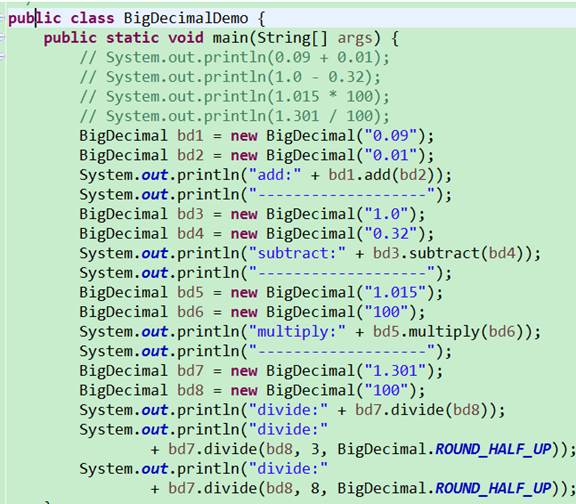 public class BigDecimalDemo {
public static void main(String[] args) {
// System.out.println(0.09 + 0.01);
// System.out.println(1.0 - 0.32);
// System.out.println(1.015 * 100);
// System.out.println(1.301 / 100);
BigDecimal bd1 = new BigDecimal("0.09");
BigDecimal bd2 = new BigDecimal("0.01");
System.out.println("add:" + bd1.add(bd2));
System.out.println("-------------------");
BigDecimal bd3 = new BigDecimal("1.0");
BigDecimal bd4 = new BigDecimal("0.32");
System.out.println("subtract:" + bd3.subtract(bd4));
System.out.println("-------------------");
BigDecimal bd5 = new BigDecimal("1.015");
BigDecimal bd6 = new BigDecimal("100");
System.out.println("multiply:" + bd5.multiply(bd6));
System.out.println("-------------------");
BigDecimal bd7 = new BigDecimal("1.301");
BigDecimal bd8 = new BigDecimal("100");
System.out.println("divide:" + bd7.divide(bd8));
System.out.println("divide:"
+ bd7.divide(bd8, 3, BigDecimal.ROUND_HALF_UP));
System.out.println("divide:"
+ bd7.divide(bd8, 8, BigDecimal.ROUND_HALF_UP));